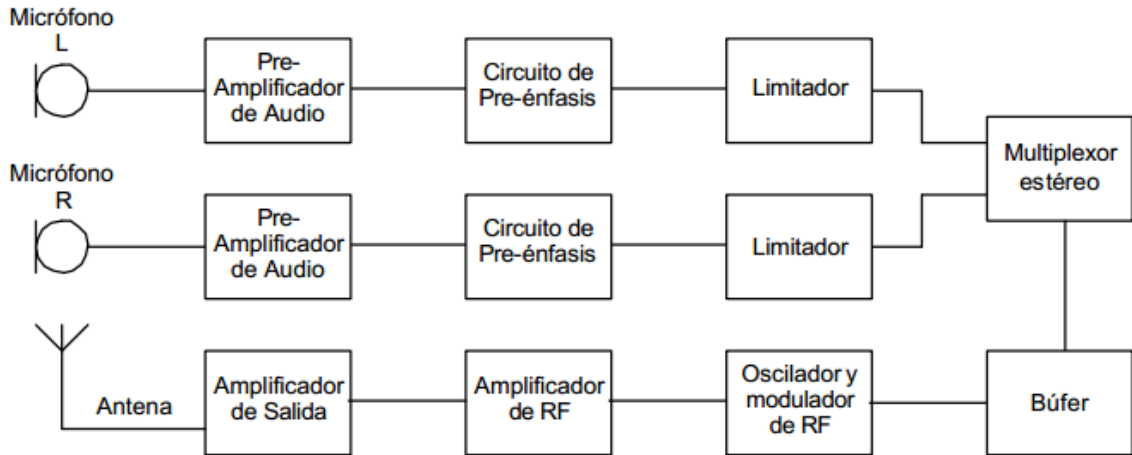 Micrófono
L
Pre-
Amplificador
de Audio
Circuito de
Pre-énfasis
Limitador
Multiplexor
estéreo
Micrófono
R
Pre-
Amplificador
de Audio
Circuito de
Pre-énfasis
Limitador
Antena
Amplificador
de Salida
Amplificador
de RF
Oscilador y
modulador
de RF
Búfer